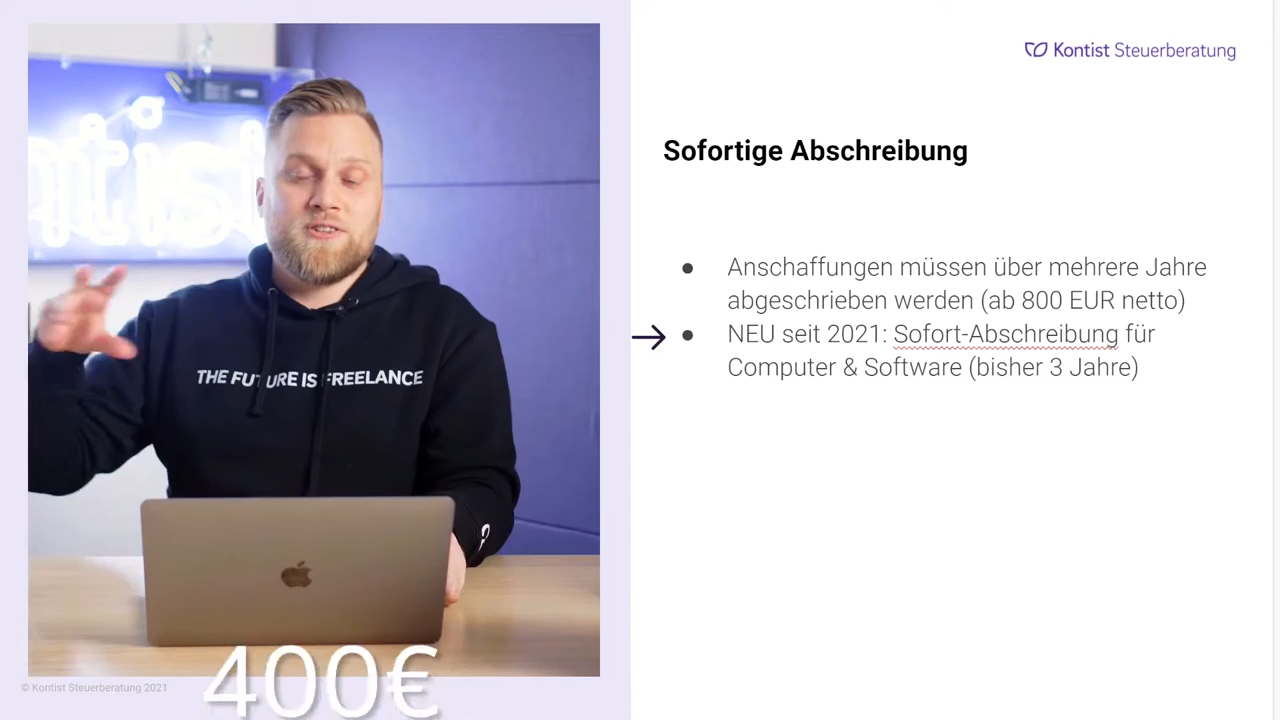 Kontist Steuerberatung
ntist
Sofortige Abschreibung
● Anschaffungen müssen über mehrere Jahre
abgeschrieben werden (ab 800 EUR netto)
● NEU seit 2021: Sofort-Abschreibung für
Computer & Software (bisher 3 Jahre)
THE FUTURE IS FREELANCE
400€
© Kontist Steuerberatung 2021